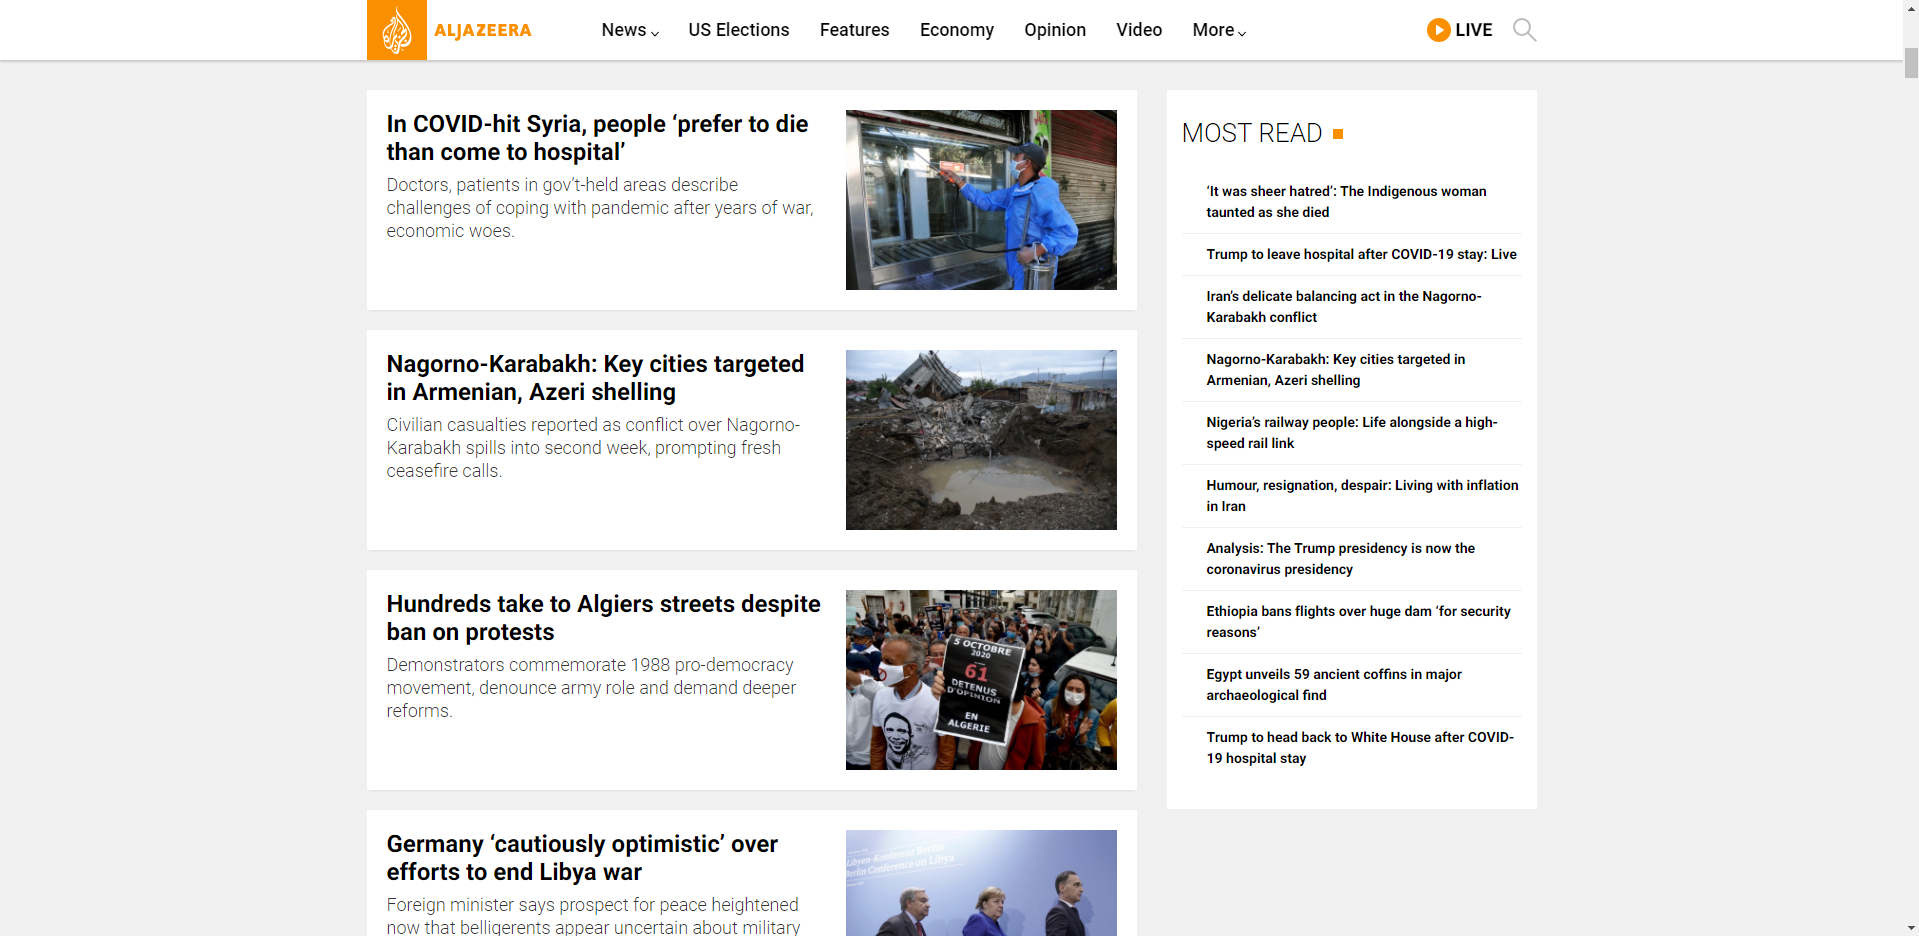 ALJAZEERA
News
US Elections
Features
Economy
Opinion
Video
More
LIVE
In COVID-hit Syria, people ‘prefer to die
than come to hospital’
Doctors, patients in gov’t-held areas describe
challenges of coping with pandemic after years of war,
economic woes.
Nagorno-Karabakh: Key cities targeted
in Armenian, Azeri shelling
Civilian casualties reported as conflict over Nagorno-
Karabakh spills into second week, prompting fresh
ceasefire calls.
Hundreds take to Algiers streets despite
ban on protests
Demonstrators commemorate 1988 pro-democracy
movement, denounce army role and demand deeper
reforms.
5 OCTOBRE
2020
61
DETENUS
D'OPINION
EN
ALGERIE
Germany ‘cautiously optimistic’ over
efforts to end Libya war
Foreign minister says prospect for peace heightened
now that belligerents appear uncertain about military
Libyen-Konferenz Berlin
Berlin Conference on Libya
MOST READ
‘It was sheer hatred’: The Indigenous woman
taunted as she died
Trump to leave hospital after COVID-19 stay: Live
Iran’s delicate balancing act in the Nagorno-
Karabakh conflict
Nagorno-Karabakh: Key cities targeted in
Armenian, Azeri shelling
Nigeria’s railway people: Life alongside a high-
speed rail link
Humour, resignation, despair: Living with inflation
in Iran
Analysis: The Trump presidency is now the
coronavirus presidency
Ethiopia bans flights over huge dam ‘for security
reasons’
Egypt unveils 59 ancient coffins in major
archaeological find
Trump to head back to White House after COVID-
19 hospital stay